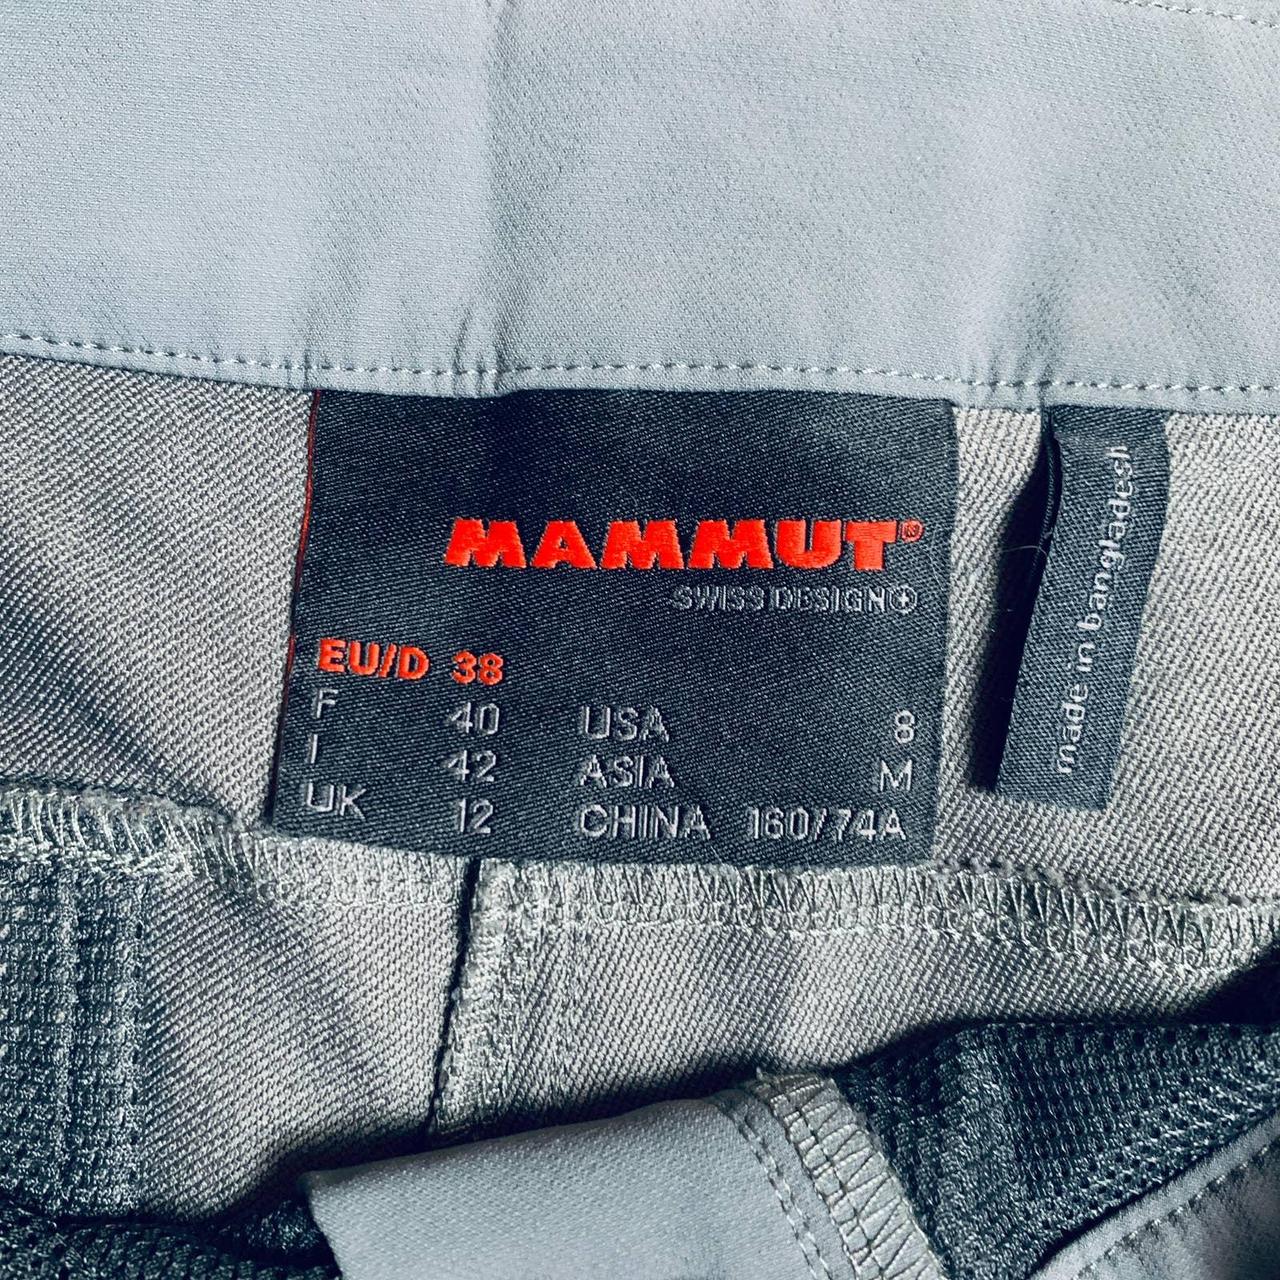 MAMMUT®
SWISS DESIGN
EU/D 38
F 40 USA 8
I 42 ASIA M
UK 12 CHINA 160/74A
made in bangladesh